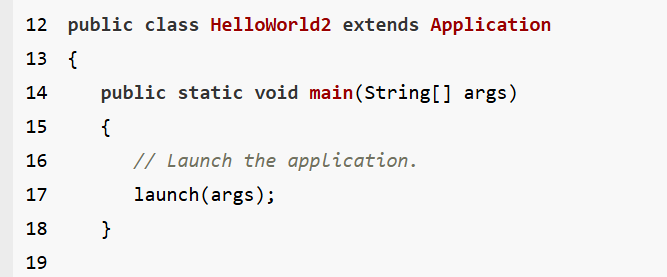 12 public class HelloWorld2 extends Application
13 {
14    public static void main(String[] args)
15    {
16       // Launch the application.
17       launch(args);
18    }
19